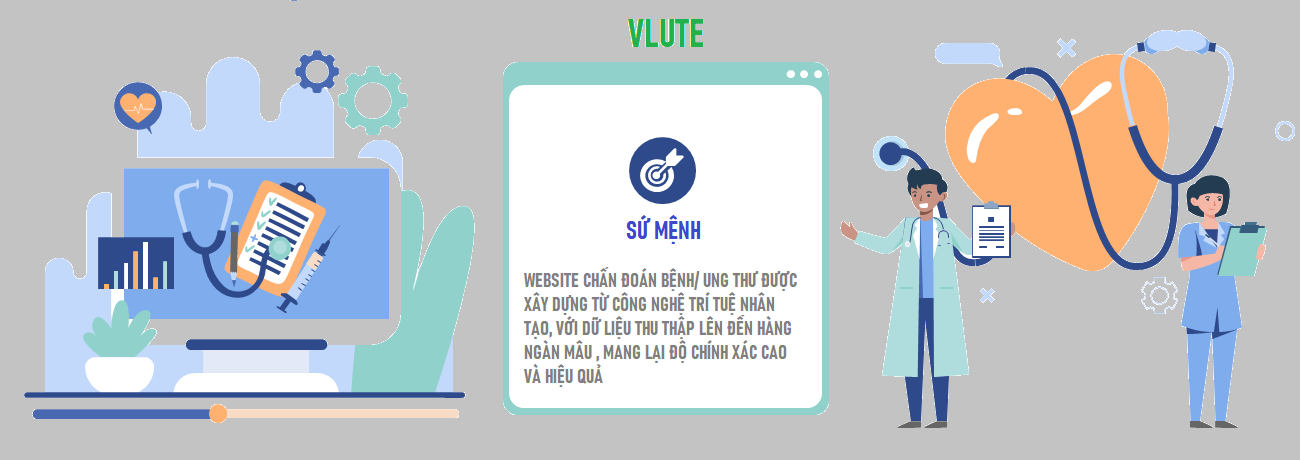 VLUTE
SỨ MỆNH
WEBSITE CHẨN ĐOÁN BỆNH/ UNG THƯ ĐƯỢC
XÂY DỰNG TỪ CÔNG NGHỆ TRÍ TUỆ NHÂN
TẠO, VỚI DỮ LIỆU THU THẬP LÊN ĐẾN HÀNG
NGÀN MẪU , MANG LẠI ĐỘ CHÍNH XÁC CAO
VÀ HIỆU QUẢ